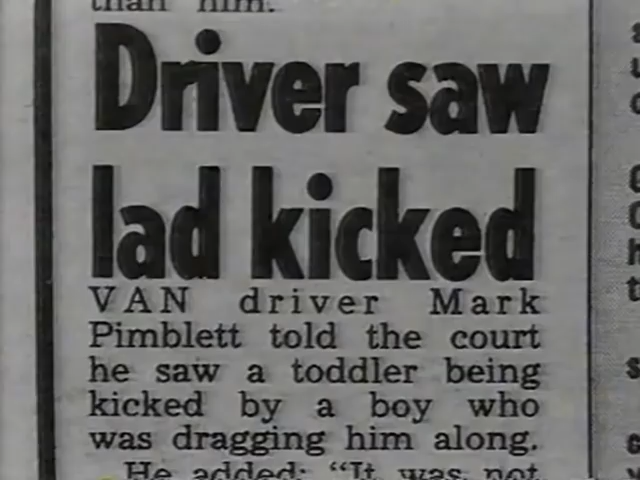 than him.
Driver saw
lad kicked
VAN driver Mark
Pimblett told the court
he saw a toddler being
kicked by a boy who
was dragging him along.
He added: “It was not